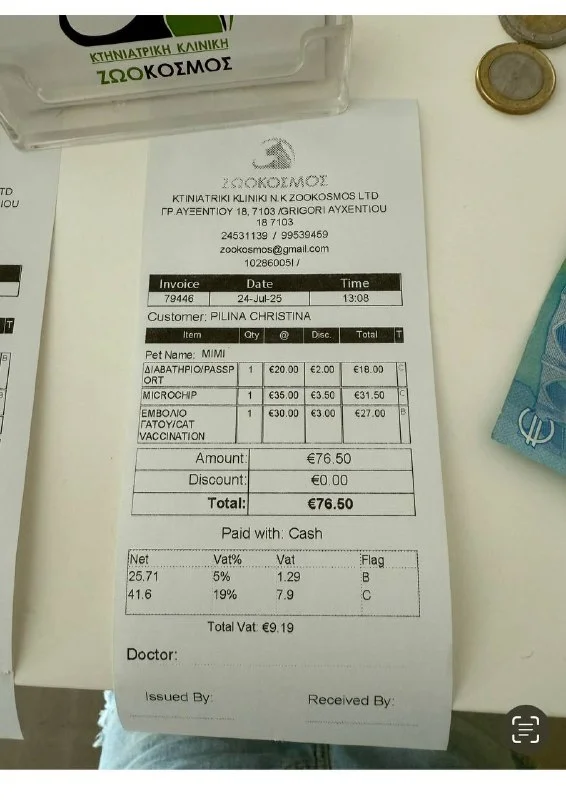 ΚΤΗΝΙΑΤΡΙΚΗ ΚΛΙΝΙΚΗ
ΖΩΟΚΟΣΜΟΣ
ΖΩΟΚΟΣΜΟΣ
KTINIATRIKI KLINIKI N.K ZOOKOSMOS LTD
ΓΡ.ΑΥΞΕΝΤΙΟΥ 18, 7103 /GRIGORI AYXENTIOU
18 7103
24531139 / 99539469
zookosmos@gmail.com
10286005I /
Invoice Date Time
79446 24-Jul-25 13:08
Customer: PILINA CHRISTINA
Item Qty @ Disc. Total T
Pet Name: MIMI
ΔΙΑΒΑΤΗΡΙΟ/PASSP
ORT 1 €20.00 €2.00 €18.00 C
MICROCHIP 1 €35.00 €3.50 €31.50 C
ΕΜΒΟΛΙΟ 1 €30.00 €3.00 €27.00 B
ΓΑΤΟΥ/CAT
VACCINATION
Amount: €76.50
Discount: €0.00
Total: €76.50
Paid with: Cash
Net Vat% Vat Flag
25.71 5% 1.29 B
41.6 19% 7.9 C
Total Vat: €9.19
Doctor:
Issued By: Received By: